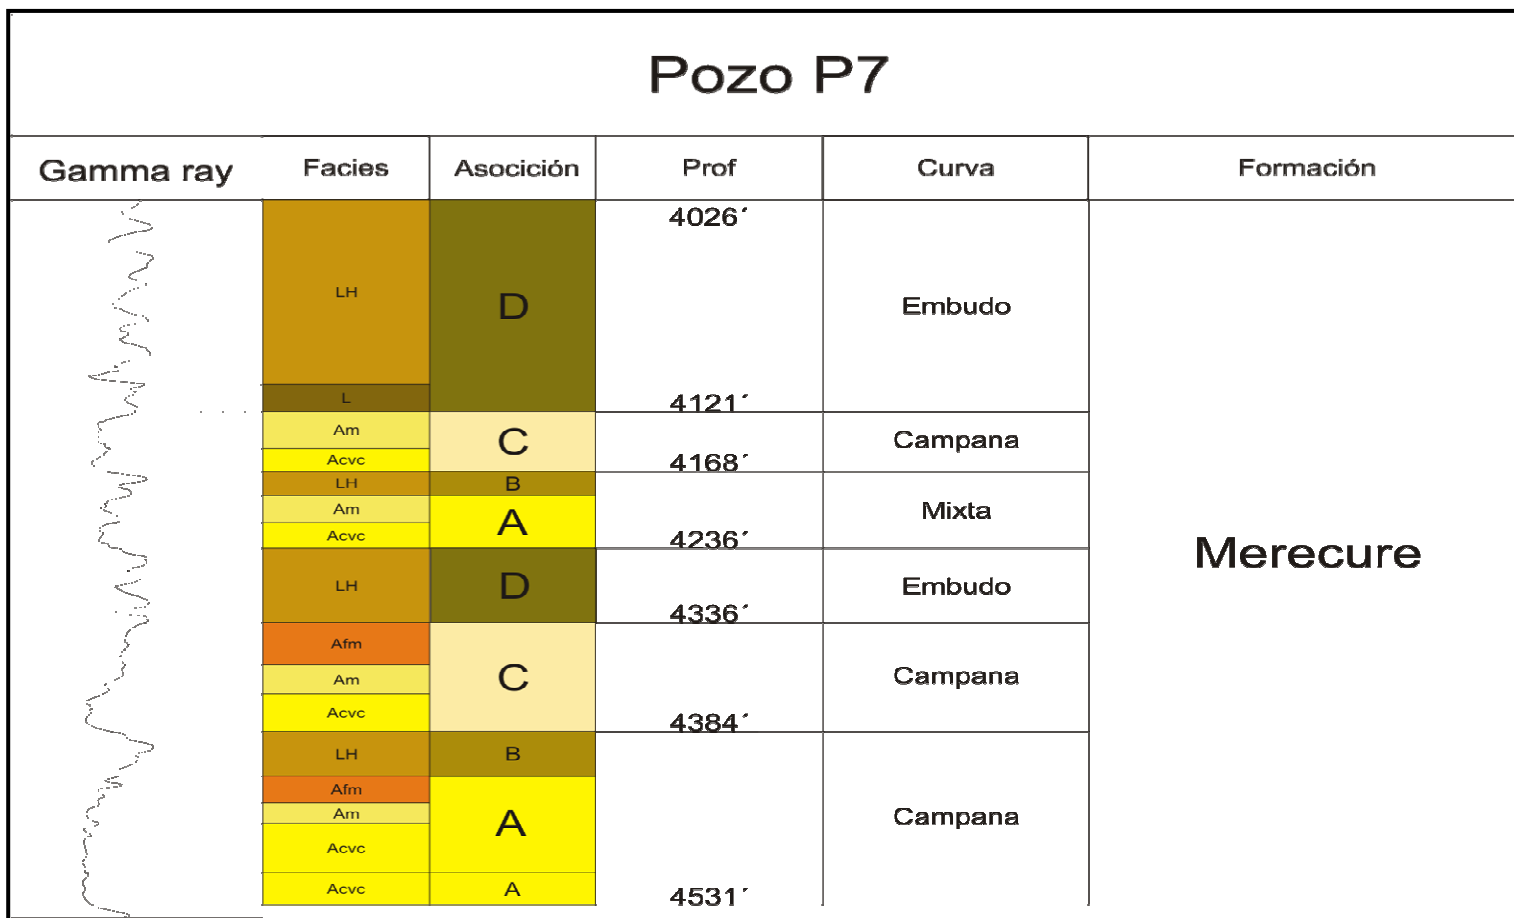 Pozo P7
Gamma ray Facies Asocición Prof Curva Formación
4026´
LH D Embudo
L
4121´
Am C Campana
Acvc 4168´
LH B
Am A Mixta
Acvc 4236´
LH D Embudo
4336´
Afm
Am C Campana
Acvc 4384´
LH B
Afm
Am A Campana
Acvc
Acvc A 4531´
Merecure